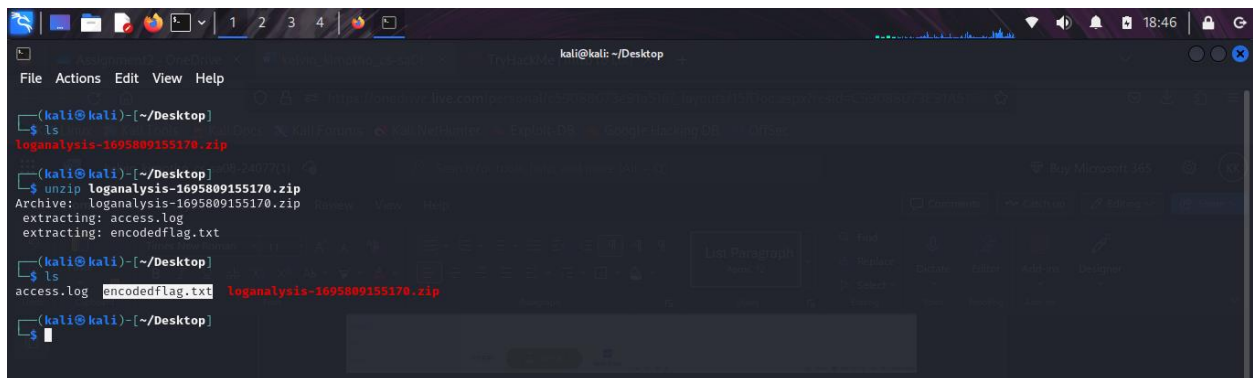 1 2 3 4 18:46
kali@kali: ~/Desktop
File Actions Edit View Help
┌──(kali㉿kali)-[~/Desktop]
└─$ ls
loganalysis-1695809155170.zip
┌──(kali㉿kali)-[~/Desktop]
└─$ unzip loganalysis-1695809155170.zip
Archive:  loganalysis-1695809155170.zip
 extracting: access.log
 extracting: encodedflag.txt
┌──(kali㉿kali)-[~/Desktop]
└─$ ls
access.log  encodedflag.txt  loganalysis-1695809155170.zip
┌──(kali㉿kali)-[~/Desktop]
└─$